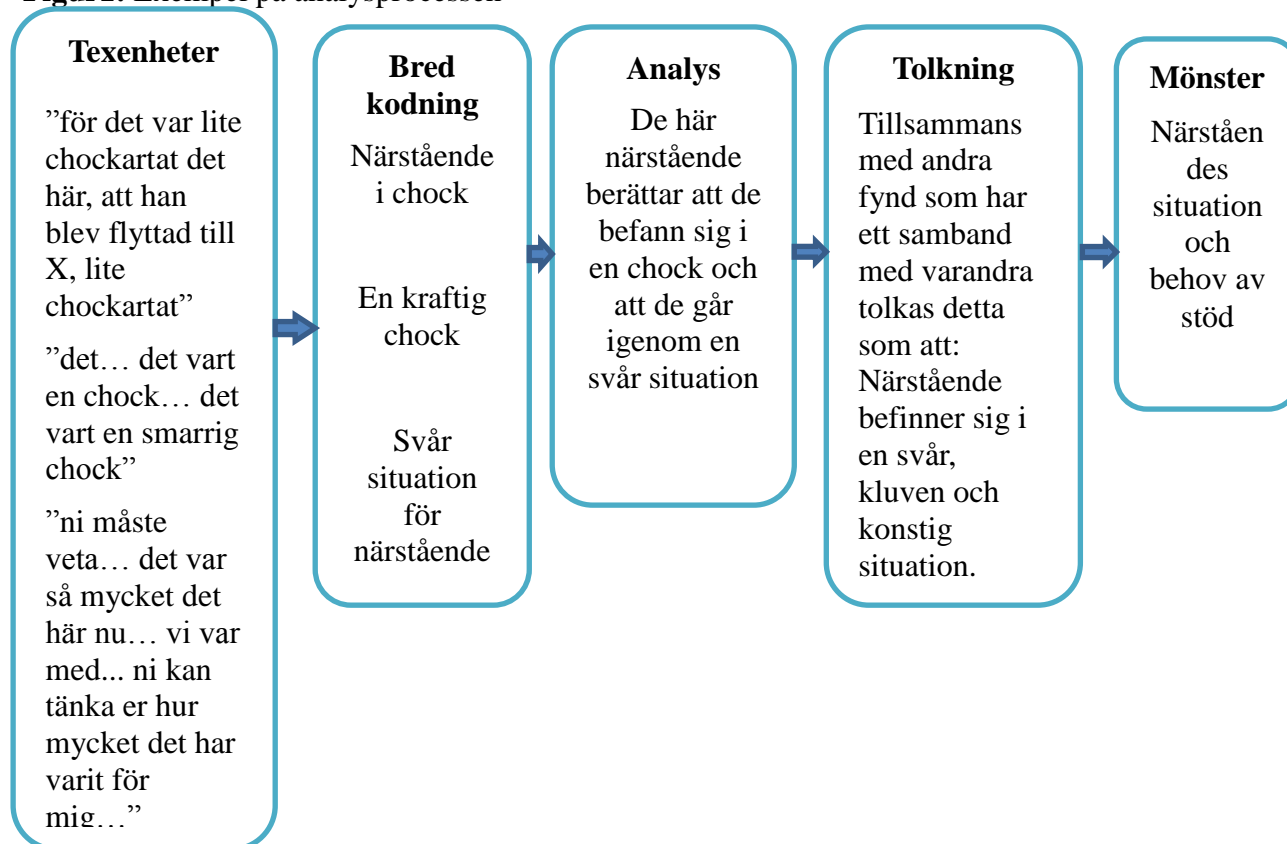 Exempel på analysprocessen
Texenheter
”för det var lite
chockartat det
här, att han
blev flyttad till
X, lite
chockartat”
”det… det vart
en chock… det
vart en smarrig
chock”
”ni måste
veta… det var
så mycket det
här nu… vi var
med... ni kan
tänka er hur
mycket det har
varit för
mig…”
Bred
kodning
Närstående
i chock
En kraftig
chock
Svår
situation
för
närstående
Analys
De här
närstående
berättar att de
befann sig i
en chock och
att de går
igenom en
svår situation
Tolkning
Tillsammans
med andra
fynd som har
ett samband
med varandra
tolkas detta
som att:
Närstående
befinner sig i
en svår,
kluven och
konstig
situation.
Mönster
Närståen
des
situation
och
behov av
stöd